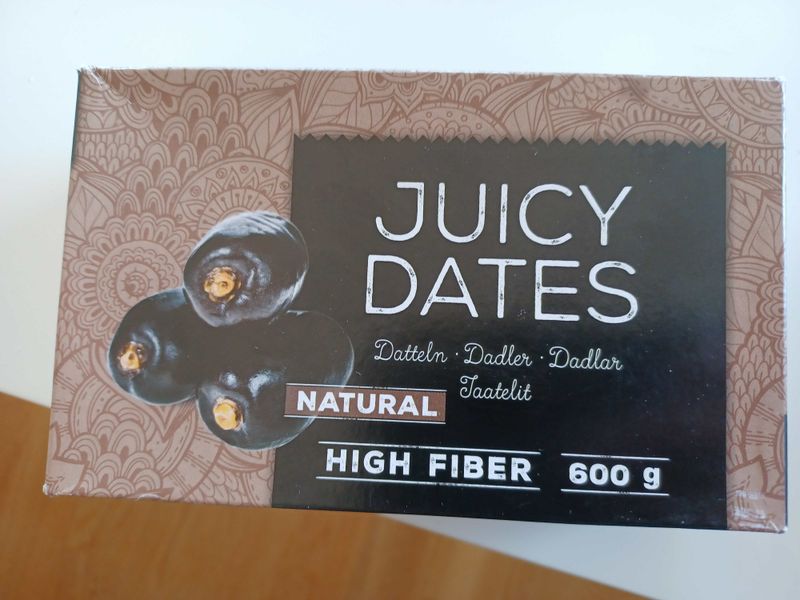 JUICY
DATES
Datteln · Dadler · Dadlar
Taatelit
NATURAL
HIGH FIBER 600 g